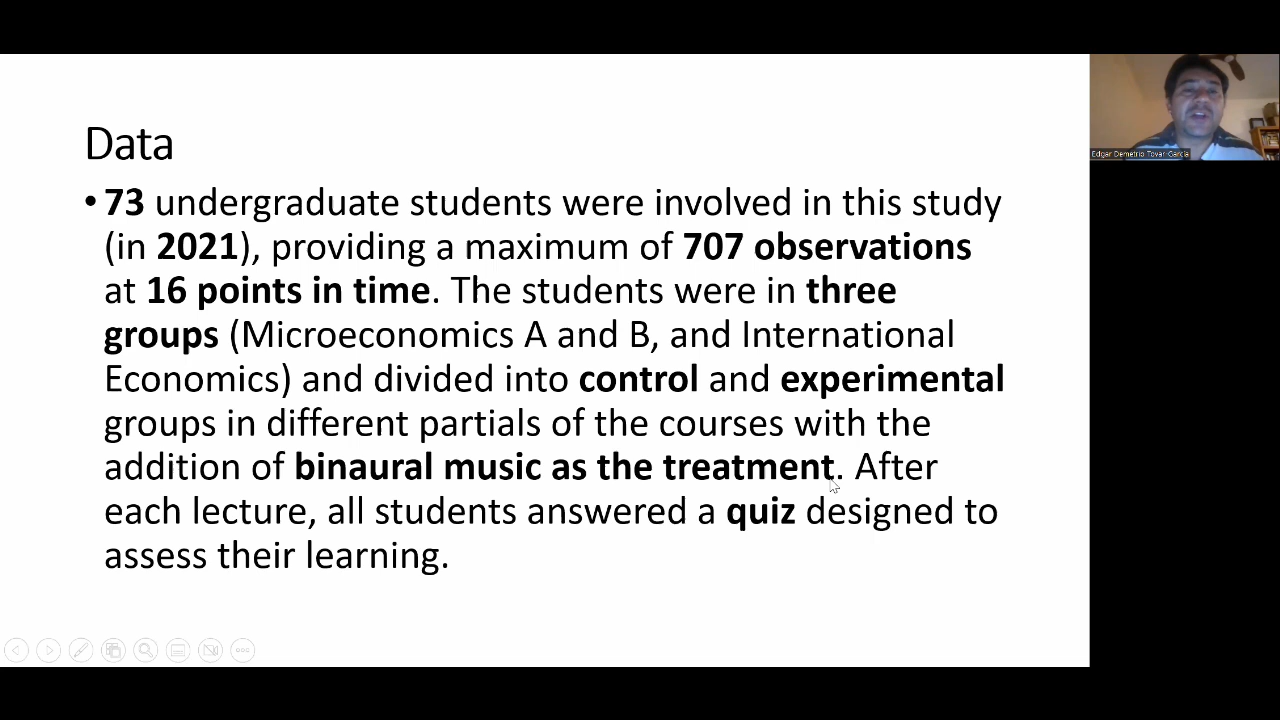 Data
• 73 undergraduate students were involved in this study
(in 2021), providing a maximum of 707 observations
at 16 points in time. The students were in three
groups (Microeconomics A and B, and International
Economics) and divided into control and experimental
groups in different partials of the courses with the
addition of binaural music as the treatment. After
each lecture, all students answered a quiz designed to
assess their learning.
Edgar Demetrio Tovar-García